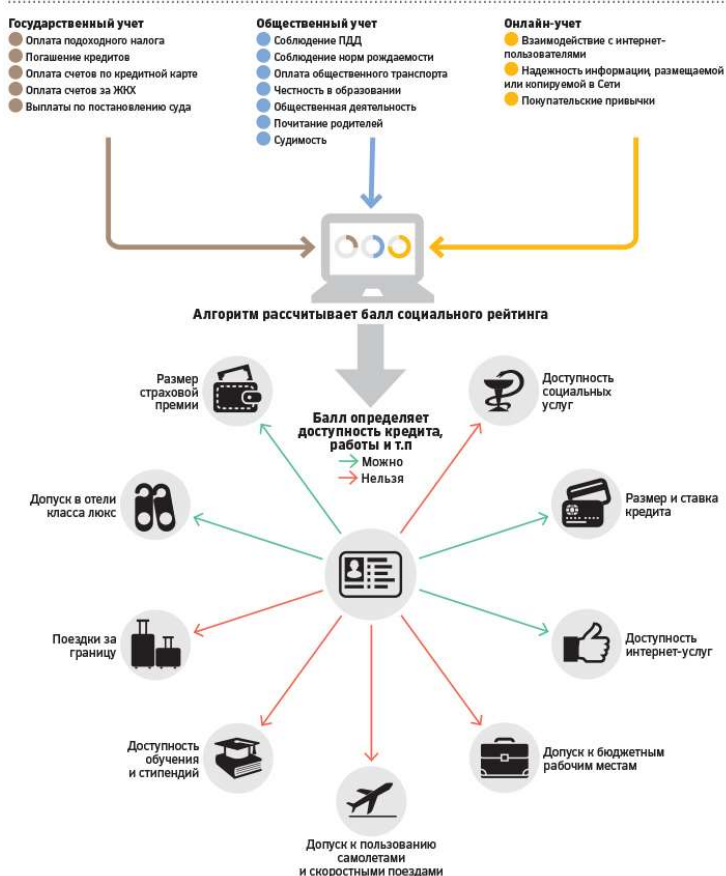 Государственный учет
Оплата подоходного налога
Погашение кредитов
Оплата счетов по кредитной карте
Оплата счетов за ЖКХ
Выплаты по постановлению суда
Общественный учет
Соблюдение ПДД
Соблюдение норм рождаемости
Оплата общественного транспорта
Честность в образовании
Общественная деятельность
Почитание родителей
Судимость
Онлайн-учет
Взаимодействие с интернет-
пользователями
Надежность информации, размещаемой
или копируемой в Сети
Покупательские привычки
Алгоритм рассчитывает балл социального рейтинга
Балл определяет
доступность кредита,
работы и т.п
Можно
Нельзя
Размер
страховой
премии
Доступность
социальных
услуг
Допуск в отели
класса люкс
Размер и ставка
кредита
Поездки за
границу
Доступность
интернет-услуг
Доступность
обучения
и стипендий
Допуск к бюджетным
рабочим местам
Допуск к пользованию
самолетами
и скоростными поездами